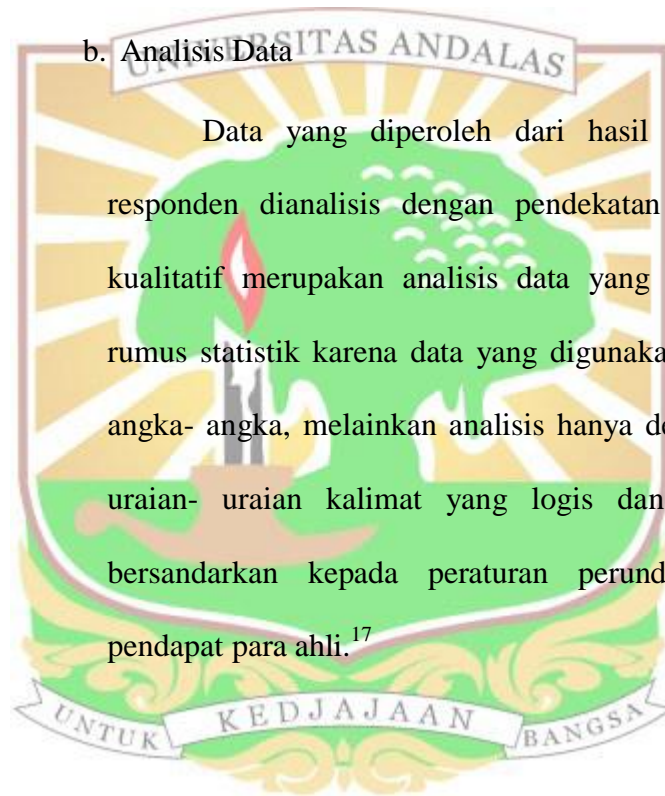 UNIVERSITAS ANDALAS
b. Analisis Data
Data yang diperoleh dari hasil
responden dianalisis dengan pendekatan
kualitatif merupakan analisis data yang
rumus statistik karena data yang digunaka
angka- angka, melainkan analisis hanya
uraian- uraian kalimat yang logis dan
bersandarkan kepada peraturan perund
pendapat para ahli.17
UNTUK KEDJAJAAN BANGSA